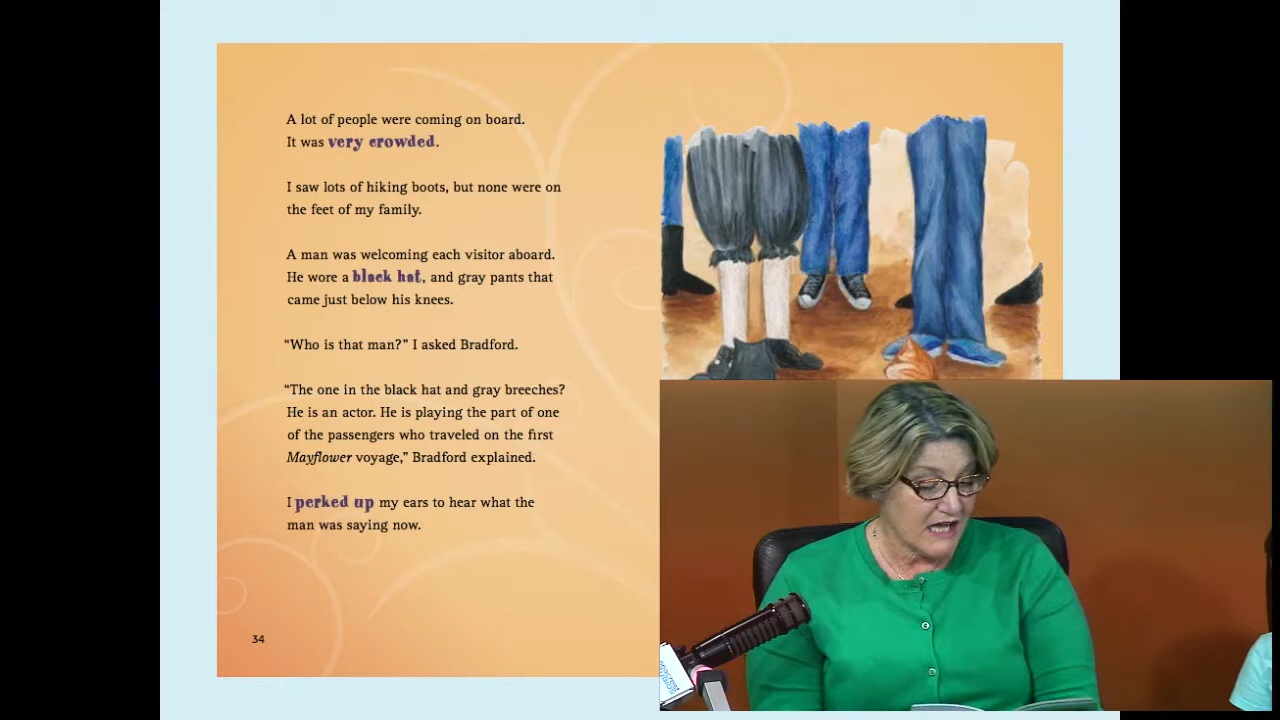 A lot of people were coming on board.
It was very crowded.
I saw lots of hiking boots, but none were on
the feet of my family.
A man was welcoming each visitor aboard.
He wore a black hat, and gray pants that
came just below his knees.
“Who is that man?” I asked Bradford.
“The one in the black hat and gray breeches?
He is an actor. He is playing the part of one
of the passengers who traveled on the first
Mayflower voyage,” Bradford explained.
I perked up my ears to hear what the
man was saying now.
34